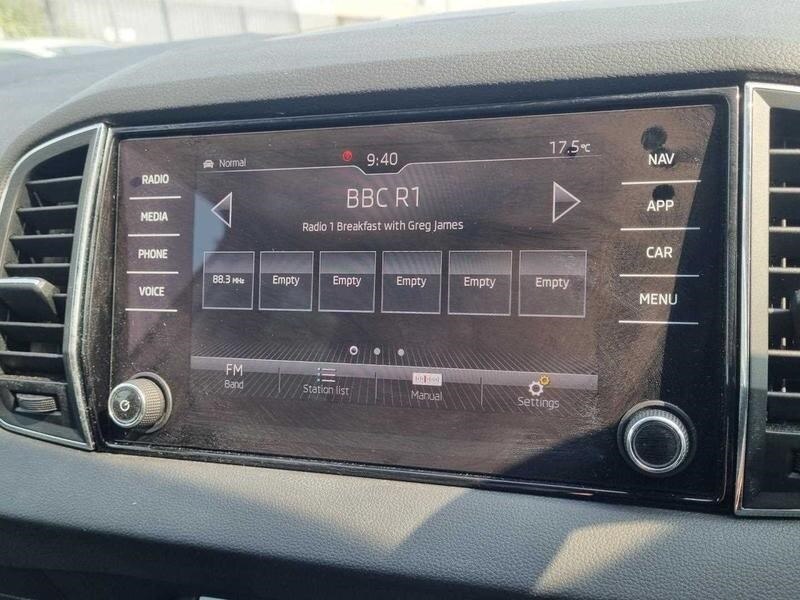 Normal
9:40
17.5°C
RADIO
MEDIA
PHONE
VOICE
BBC R1
Radio 1 Breakfast with Greg James
88.3 MHz
Empty
Empty
Empty
Empty
Empty
FM
Band
Station list
Manual
Settings
NAV
APP
CAR
MENU